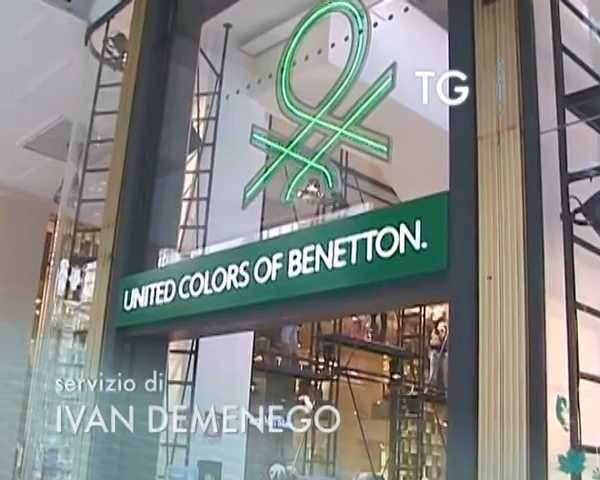 TG
UNITED COLORS OF BENETTON.
servizio di
IVAN DEMENEGO